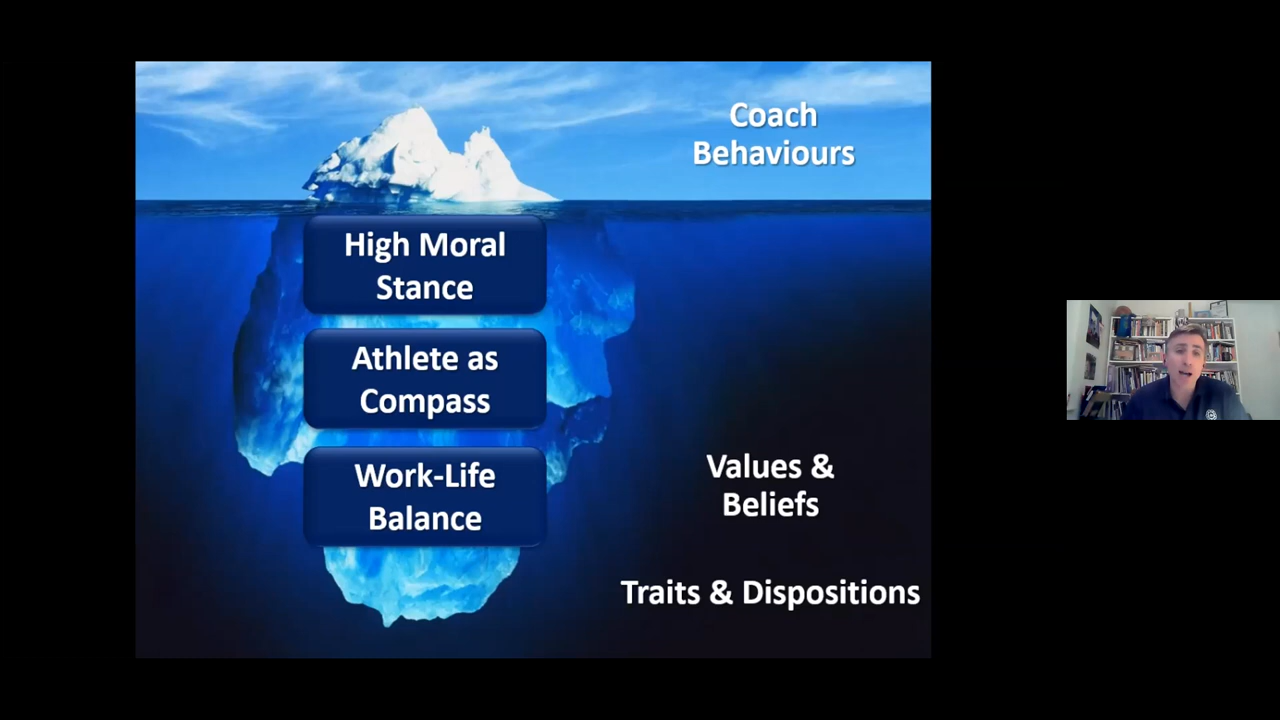 Coach
Behaviours
High Moral
Stance
Athlete as
Compass
Work-Life
Balance
Values &
Beliefs
Traits & Dispositions